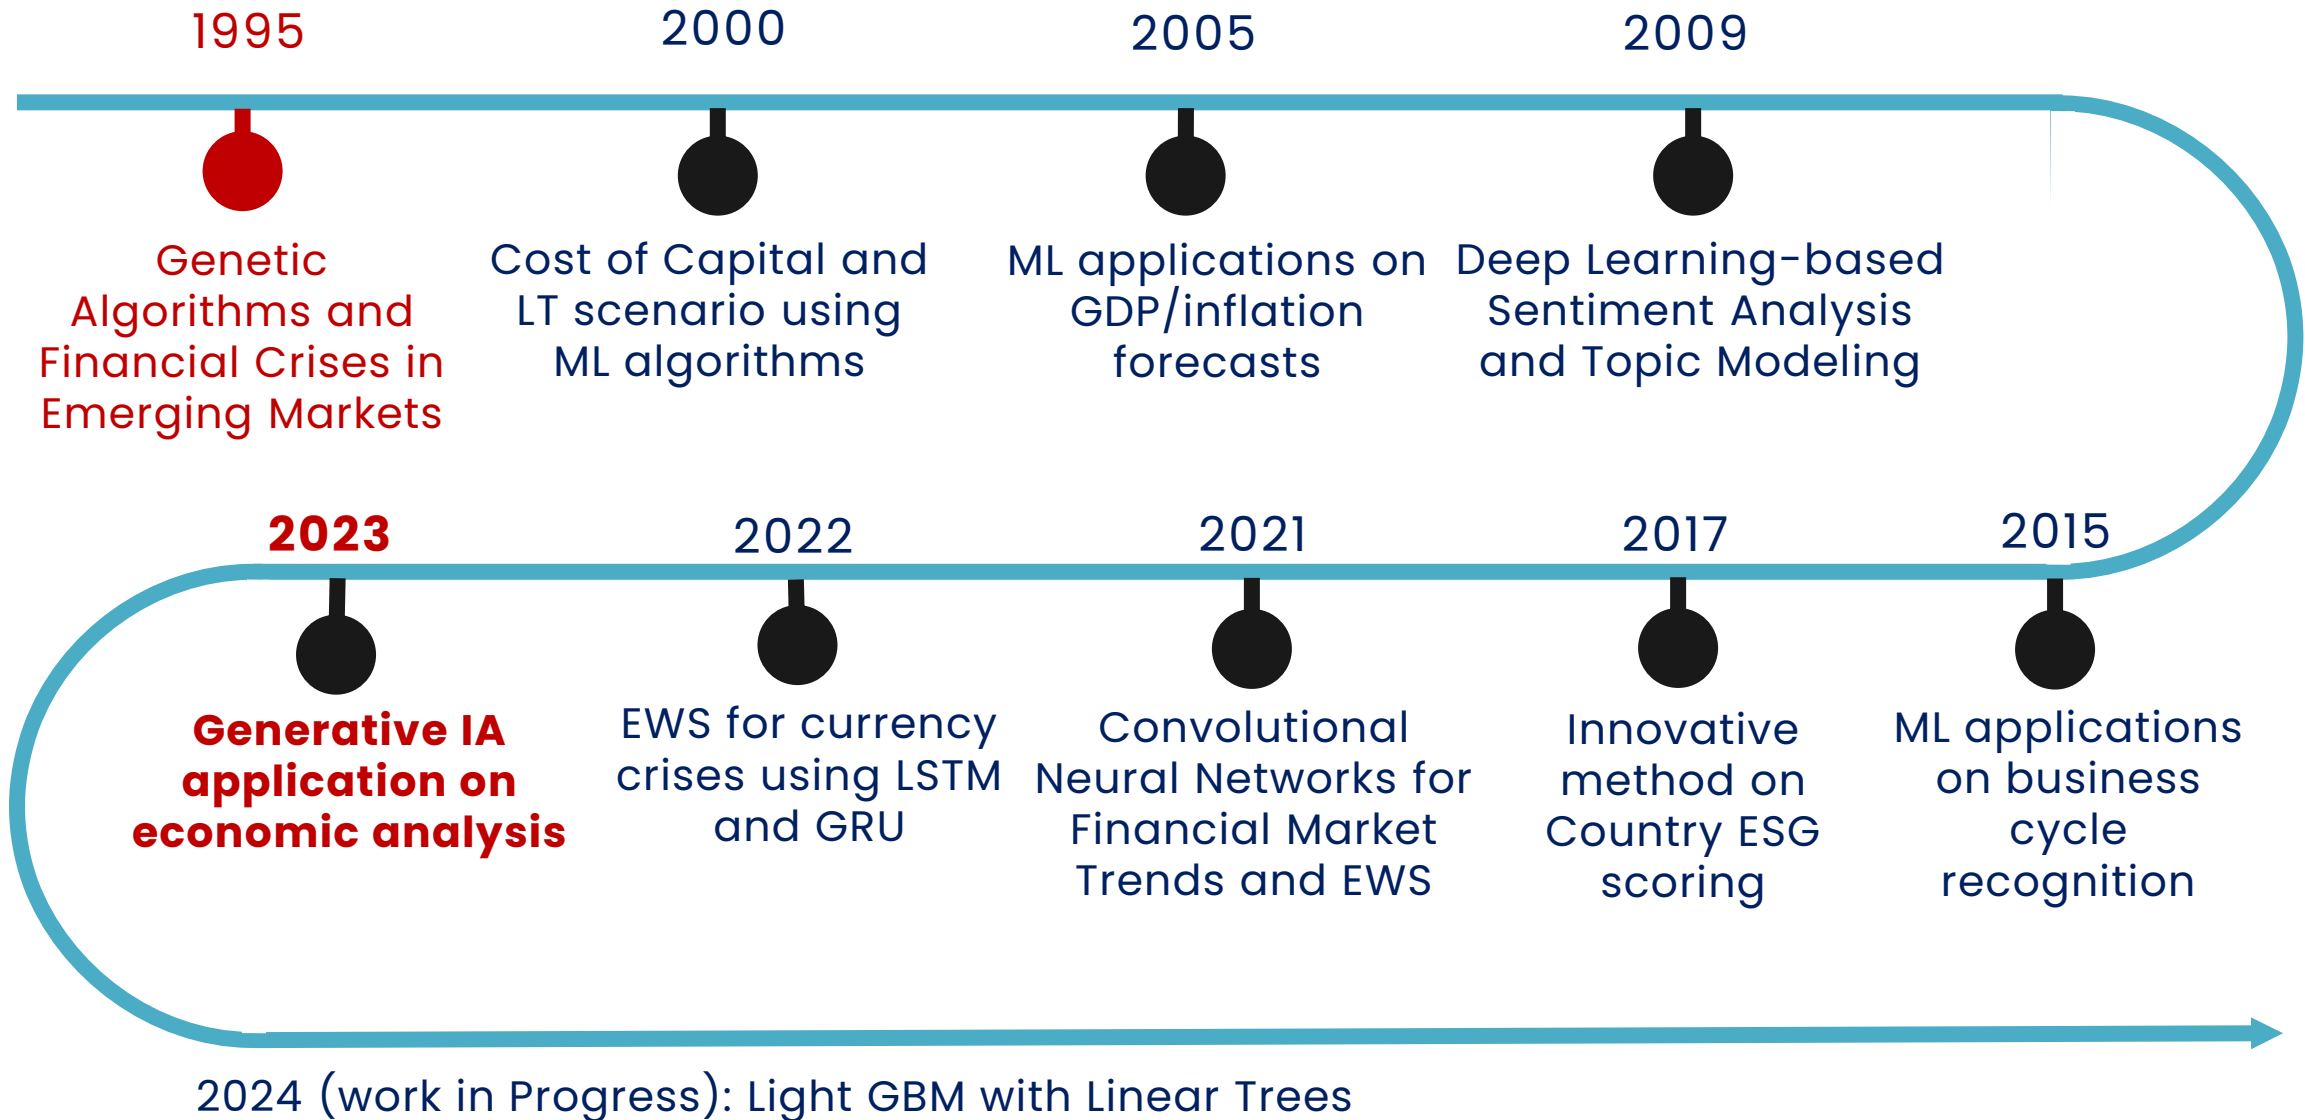 1995
Genetic
Algorithms and
Financial Crises in
Emerging Markets
2000
Cost of Capital and
LT scenario using
ML algorithms
2005
ML applications on
GDP/inflation
forecasts
2009
Deep Learning-based
Sentiment Analysis
and Topic Modeling
2015
ML applications
on business
cycle
recognition
2017
Innovative
method on
Country ESG
scoring
2021
Convolutional
Neural Networks for
Financial Market
Trends and EWS
2022
EWS for currency
crises using LSTM
and GRU
2023
Generative IA
application on
economic analysis
2024 (work in Progress): Light GBM with Linear Trees